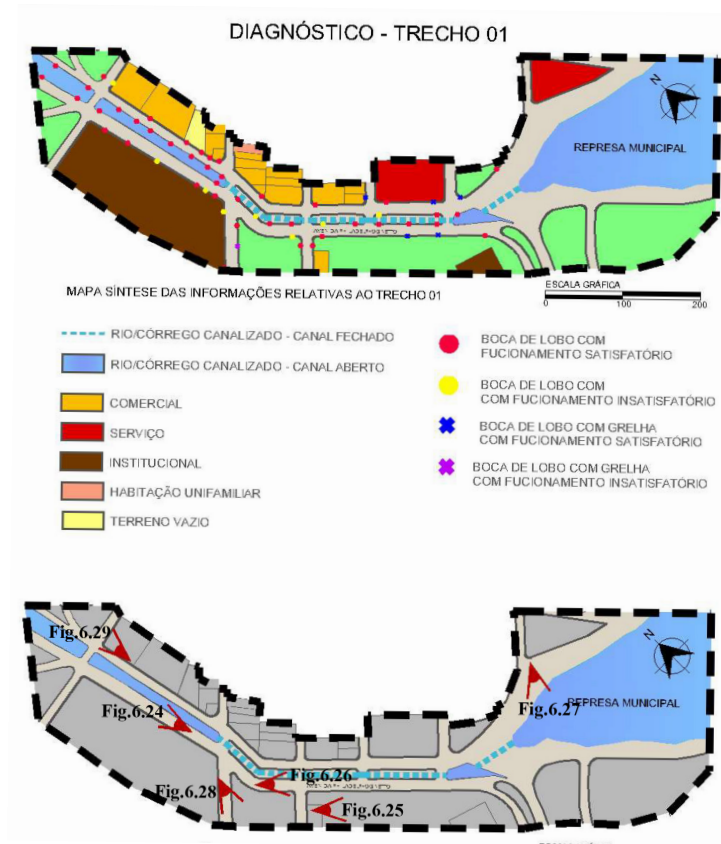 DIAGNÓSTICO - TRECHO 01
N
REPRESA MUNICIPAL
MAPA SÍNTESE DAS INFORMAÇÕES RELATIVAS AO TRECHO 01
ESCALA GRÁFICA
0 100 200
RIO/CÓRREGO CANALIZADO - CANAL FECHADO
RIO/CÓRREGO CANALIZADO - CANAL ABERTO
COMERCIAL
SERVIÇO
INSTITUCIONAL
HABITAÇÃO UNIFAMILIAR
TERRENO VAZIO
BOCA DE LOBO COM
FUCIONAMENTO SATISFATÓRIO
BOCA DE LOBO COM
COM FUCIONAMENTO INSATISFATÓRIO
BOCA DE LOBO COM GRELHA
COM FUCIONAMENTO SATISFATÓRIO
BOCA DE LOBO COM GRELHA
COM FUCIONAMENTO INSATISFATÓRIO
Fig.6.29
N
Fig.6.24
Fig.6.27
REPRESA MUNICIPAL
Fig.6.26
Fig.6.28
Fig.6.25